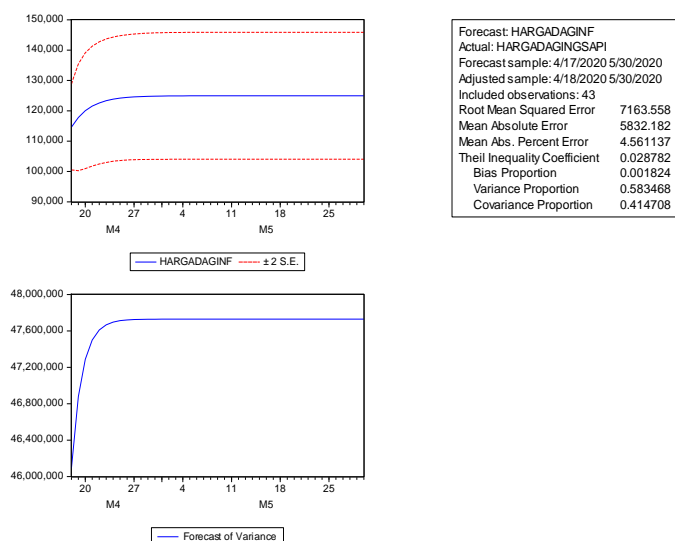 150,000
140,000
130,000
120,000
110,000
100,000
90,000
20 27 4 11 18 25
M4 M5
HARGADAGINF ± 2 S.E.
Forecast: HARGADAGINF
Actual: HARGADAGINGSAPI
Forecast sample: 4/17/2020 5/30/2020
Adjusted sample: 4/18/2020 5/30/2020
Included observations: 43
Root Mean Squared Error 7163.558
Mean Absolute Error 5832.182
Mean Abs. Percent Error 4.561137
Theil Inequality Coefficient 0.028782
Bias Proportion 0.001824
Variance Proportion 0.583468
Covariance Proportion 0.414708
48,000,000
47,600,000
47,200,000
46,800,000
46,400,000
46,000,000
20 27 4 11 18 25
M4 M5
Forecast of Variance